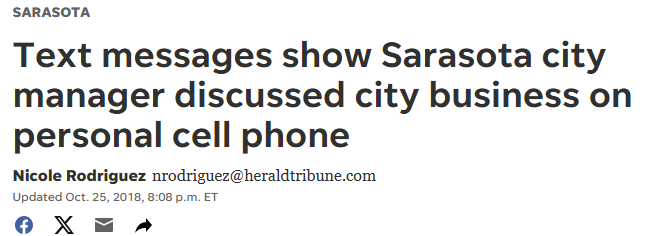 SARASOTA
Text messages show Sarasota city
manager discussed city business on
personal cell phone
Nicole Rodriguez nrodriguez@heraldtribune.com
Updated Oct. 25, 2018, 8:08 p.m. ET